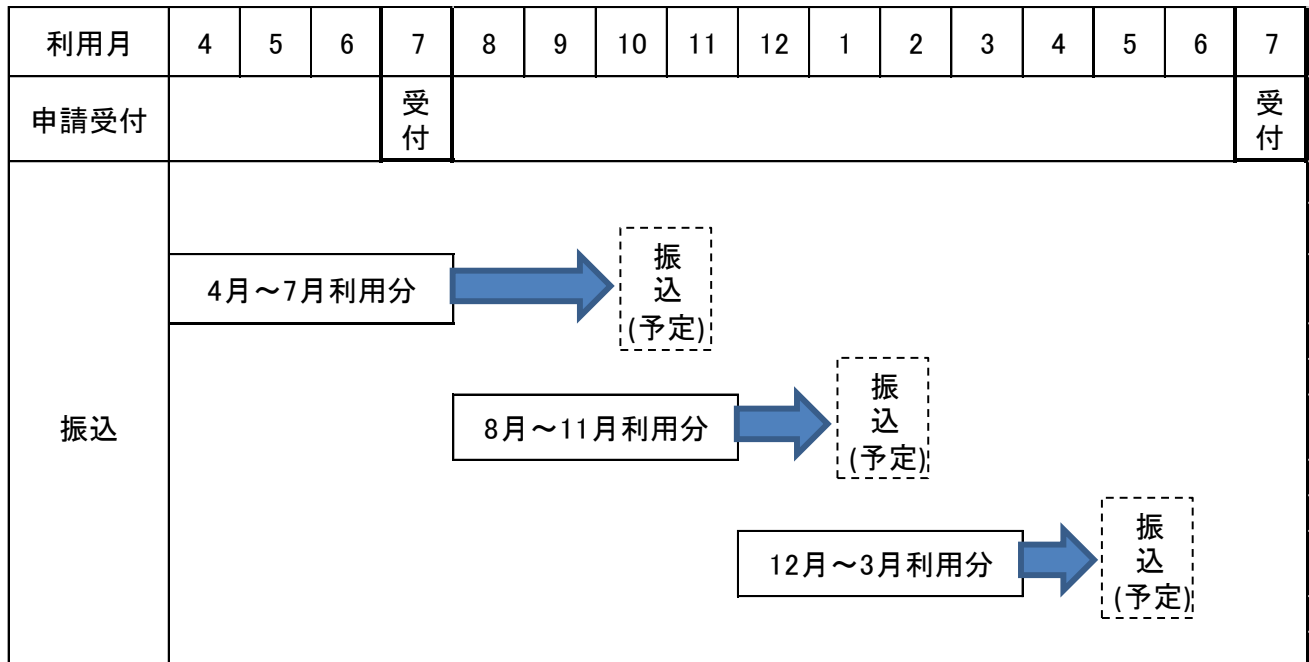 利用月 4 5 6 7 8 9 10 11 12 1 2 3 4 5 6 7
申請受付 受付 受付
振込
4月～7月利用分
振
込
(予定)
8月～11月利用分
振
込
(予定)
12月～3月利用分
振
込
(予定)